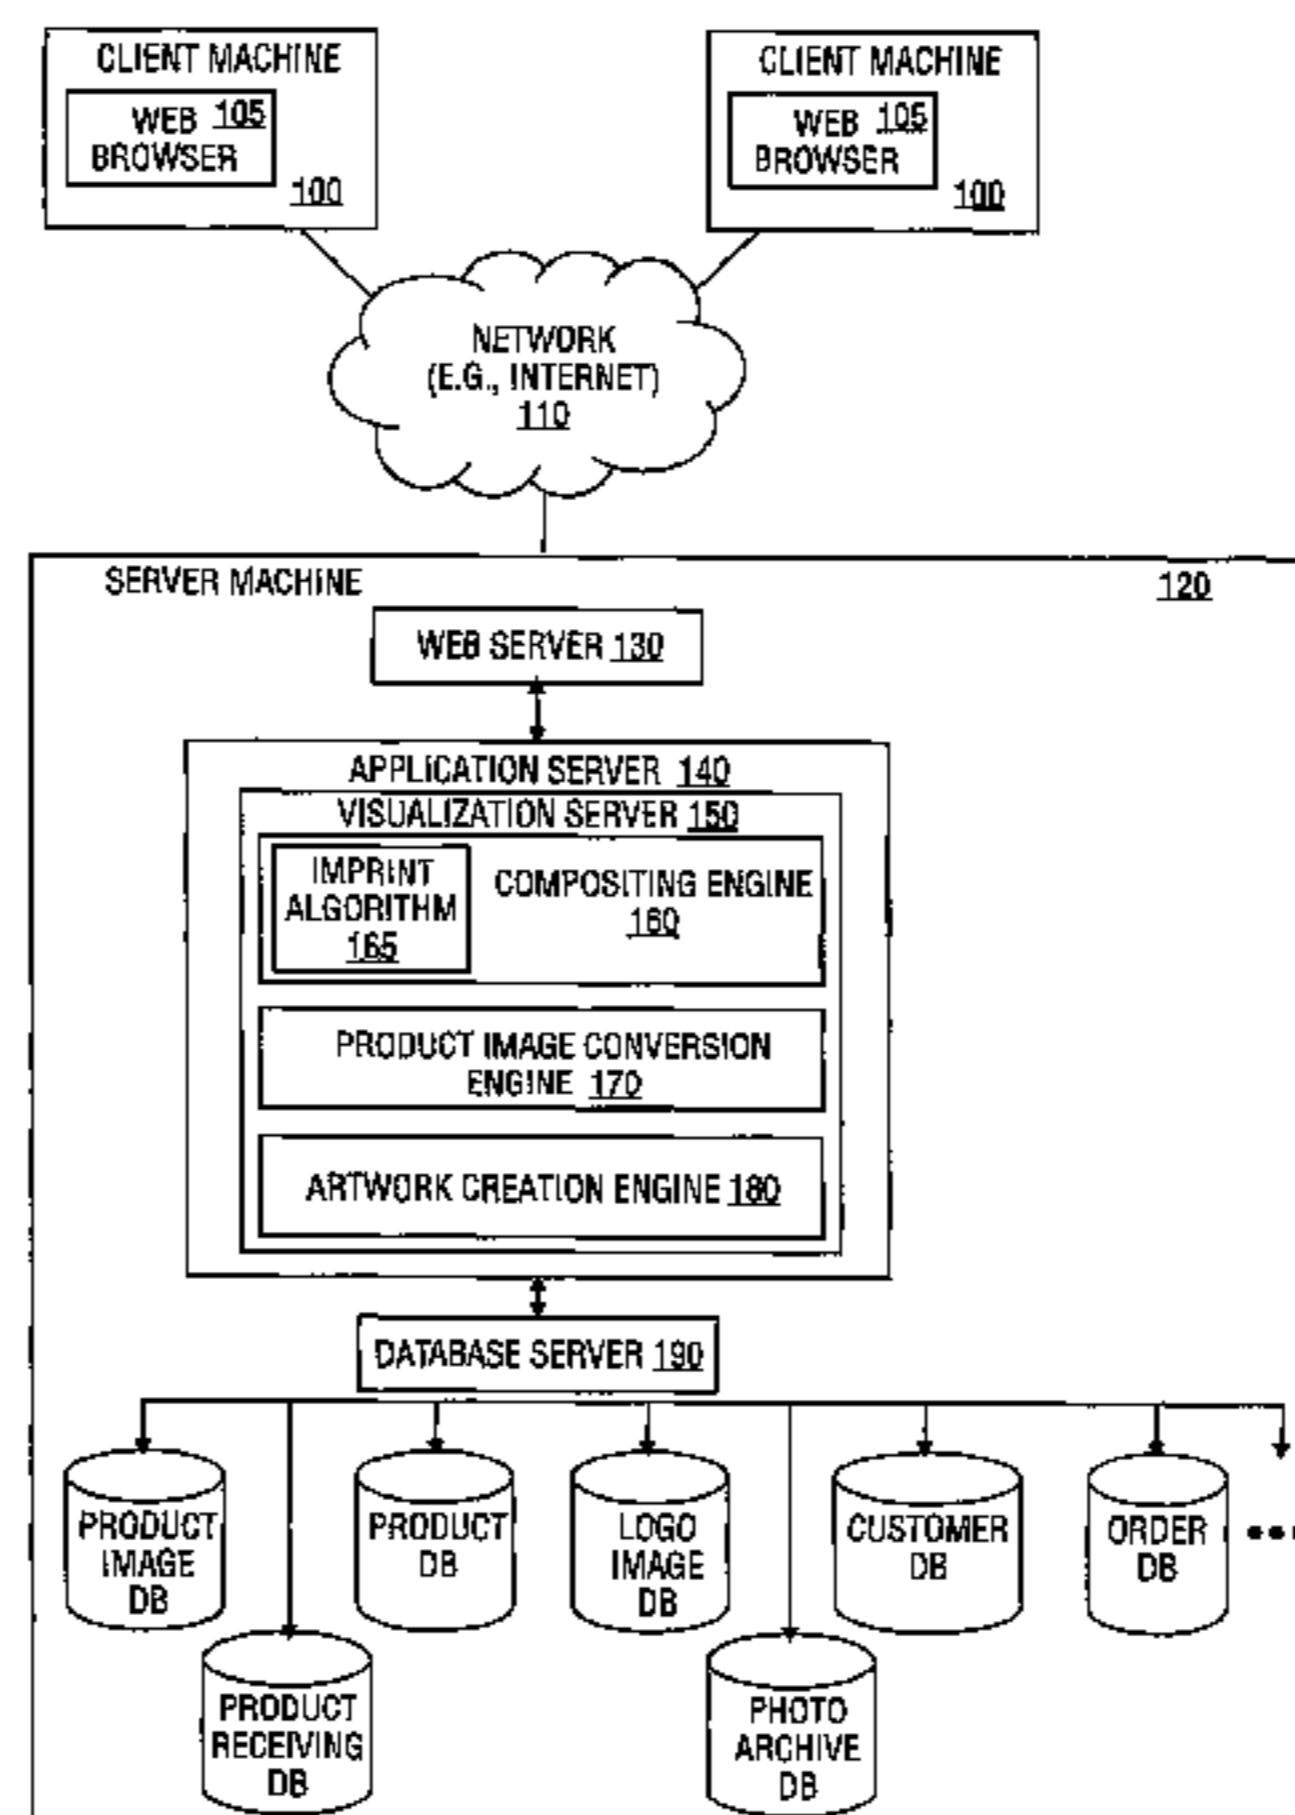 CLIENT MACHINE
WEB 105
BROWSER
100
CLIENT MACHINE
WEB 105
BROWSER
100
NETWORK
(E.G., INTERNET)
110
SERVER MACHINE
120
WEB SERVER 130
APPLICATION SERVER 140
VISUALIZATION SERVER 150
IMPRINT
ALGORITHM
165
COMPOSITING ENGINE
160
PRODUCT IMAGE CONVERSION
ENGINE 170
ARTWORK CREATION ENGINE 180
DATABASE SERVER 190
PRODUCT
IMAGE
DB
PRODUCT
DB
LOGO
IMAGE
DB
CUSTOMER
DB
ORDER
DB
•••
PRODUCT
RECEIVING
DB
PHOTO
ARCHIVE
DB